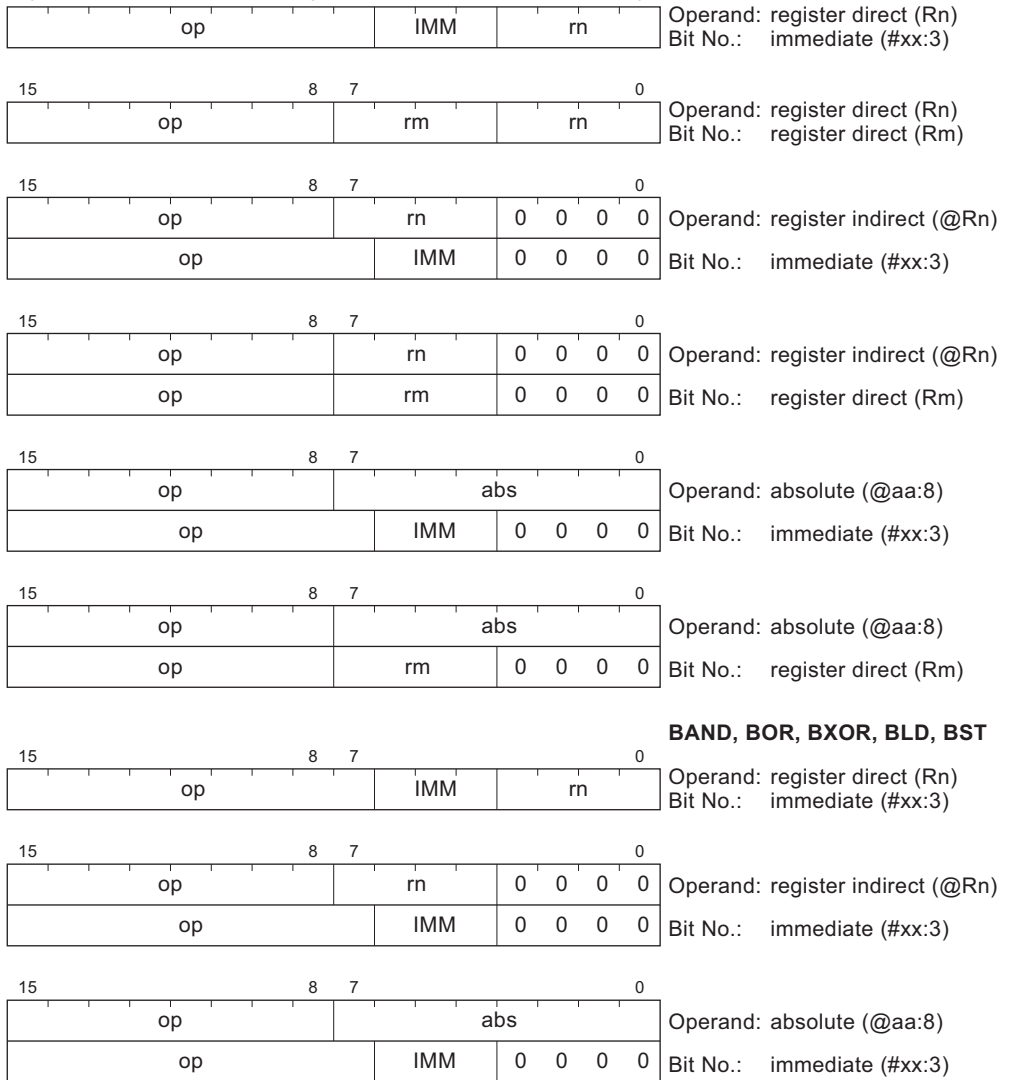 op IMM rn Operand: register direct (Rn)
Bit No.: immediate (#xx:3)
15 8 7 0
op rm rn Operand: register direct (Rn)
Bit No.: register direct (Rm)
15 8 7 0
op rn 0 0 0 0 Operand: register indirect (@Rn)
op IMM 0 0 0 0 Bit No.: immediate (#xx:3)
15 8 7 0
op rn 0 0 0 0 Operand: register indirect (@Rn)
op rm 0 0 0 0 Bit No.: register direct (Rm)
15 8 7 0
op abs Operand: absolute (@aa:8)
op IMM 0 0 0 0 Bit No.: immediate (#xx:3)
15 8 7 0
op abs Operand: absolute (@aa:8)
op rm 0 0 0 0 Bit No.: register direct (Rm)
BAND, BOR, BXOR, BLD, BST
15 8 7 0
op IMM rn Operand: register direct (Rn)
Bit No.: immediate (#xx:3)
15 8 7 0
op rn 0 0 0 0 Operand: register indirect (@Rn)
op IMM 0 0 0 0 Bit No.: immediate (#xx:3)
15 8 7 0
op abs Operand: absolute (@aa:8)
op IMM 0 0 0 0 Bit No.: immediate (#xx:3)